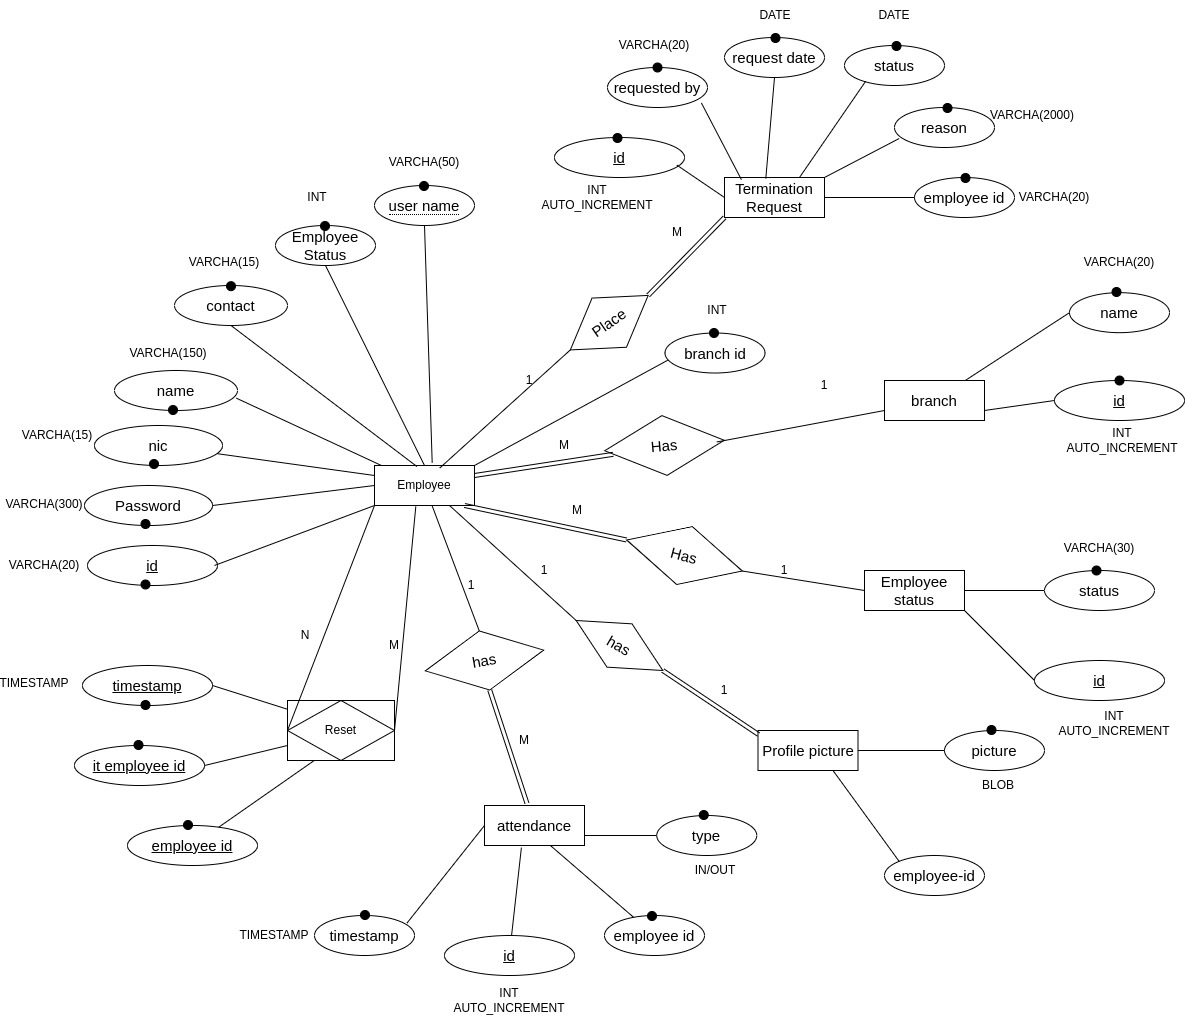 DATE
DATE
VARCHA(20)
request date
status
requested by
VARCHA(2000)
reason
id
INT
AUTO_INCREMENT
Termination
Request
employee id
VARCHA(20)
VARCHA(50)
user name
INT
Employee
Status
VARCHA(15)
contact
M
Place
1
INT
branch id
VARCHA(20)
name
VARCHA(150)
name
1
branch
id
INT
AUTO_INCREMENT
VARCHA(15)
nic
M
Has
VARCHA(300)
Password
Employee
M
Has
1
VARCHA(30)
status
Employee
status
VARCHA(20)
id
1
1
has
has
N
M
id
INT
AUTO_INCREMENT
TIMESTAMP
timestamp
1
Reset
M
Profile picture
picture
BLOB
it employee id
employee id
attendance
type
IN/OUT
employee-id
TIMESTAMP
timestamp
id
INT
AUTO_INCREMENT
employee id